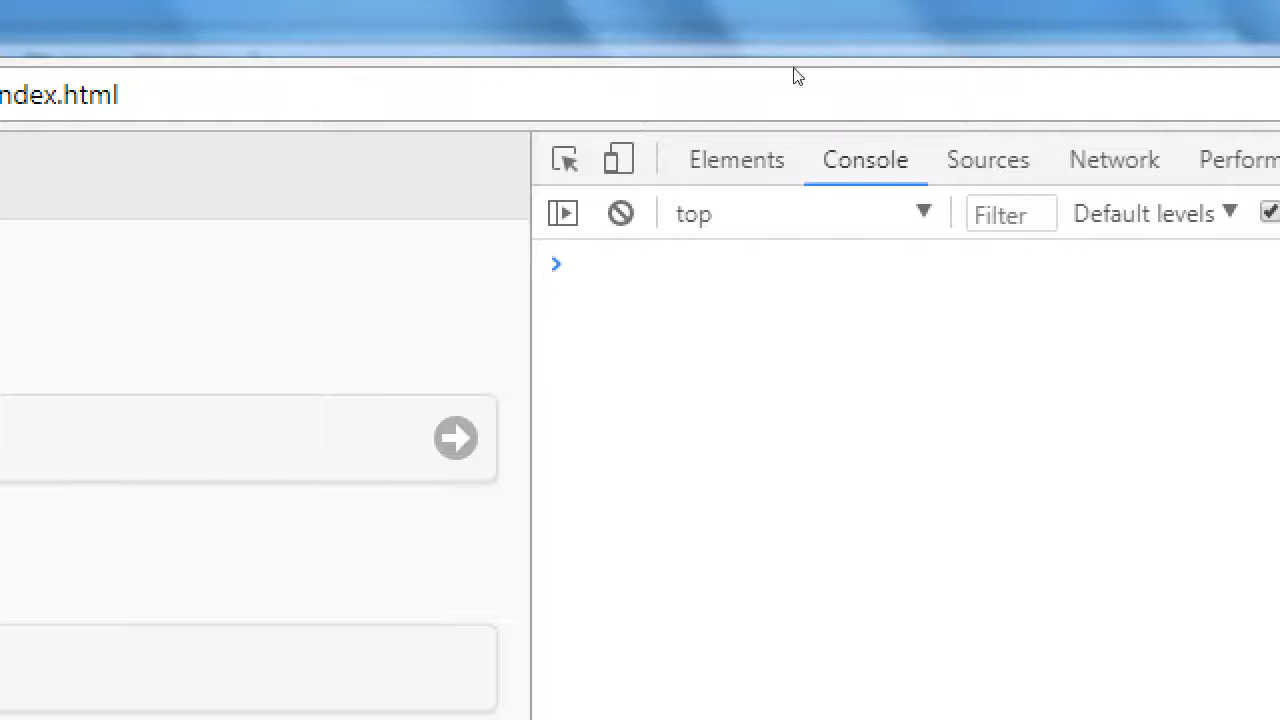 ndex.html
Elements Console Sources Network Perform
top Filter Default levels